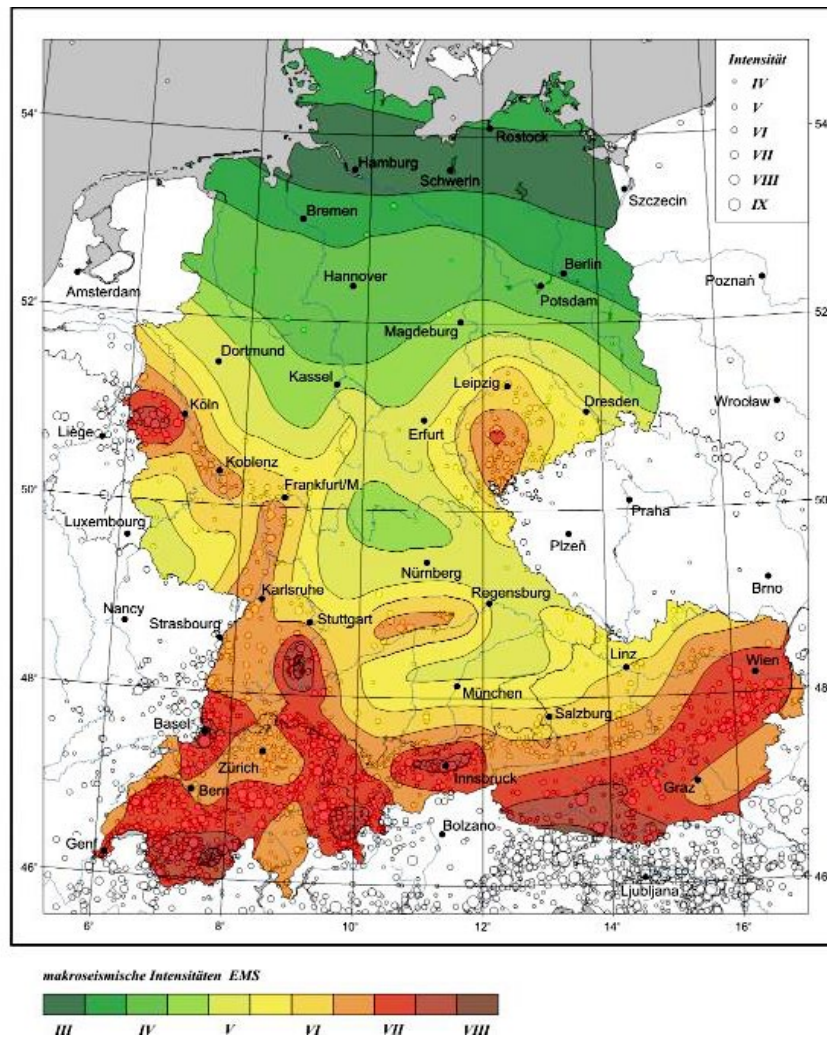 Intensität
IV
V
VI
VII
VIII
IX
54°
54°
Rostock
Hamburg
Schwerin
Szczecin
Bremen
Berlin
Hannover
Poznań
Amsterdam
Potsdam
52°
52°
Magdeburg
Dortmund
Kassel
Leipzig
Wrocław
Köln
Dresden
Liège
Erfurt
Koblenz
Frankfurt/M.
50°
50°
Praha
Luxembourg
Plzeň
Nürnberg
Brno
Karlsruhe
Regensburg
Nancy
Stuttgart
Strasbourg
Linz
Wien
48°
48°
München
Salzburg
Basel
Zürich
Innsbruck
Bern
Graz
Bolzano
Genf
46°
46°
Ljubljana
6° 8° 10° 12° 14° 16°
makroseismische Intensitäten EMS
III IV V VI VII VIII